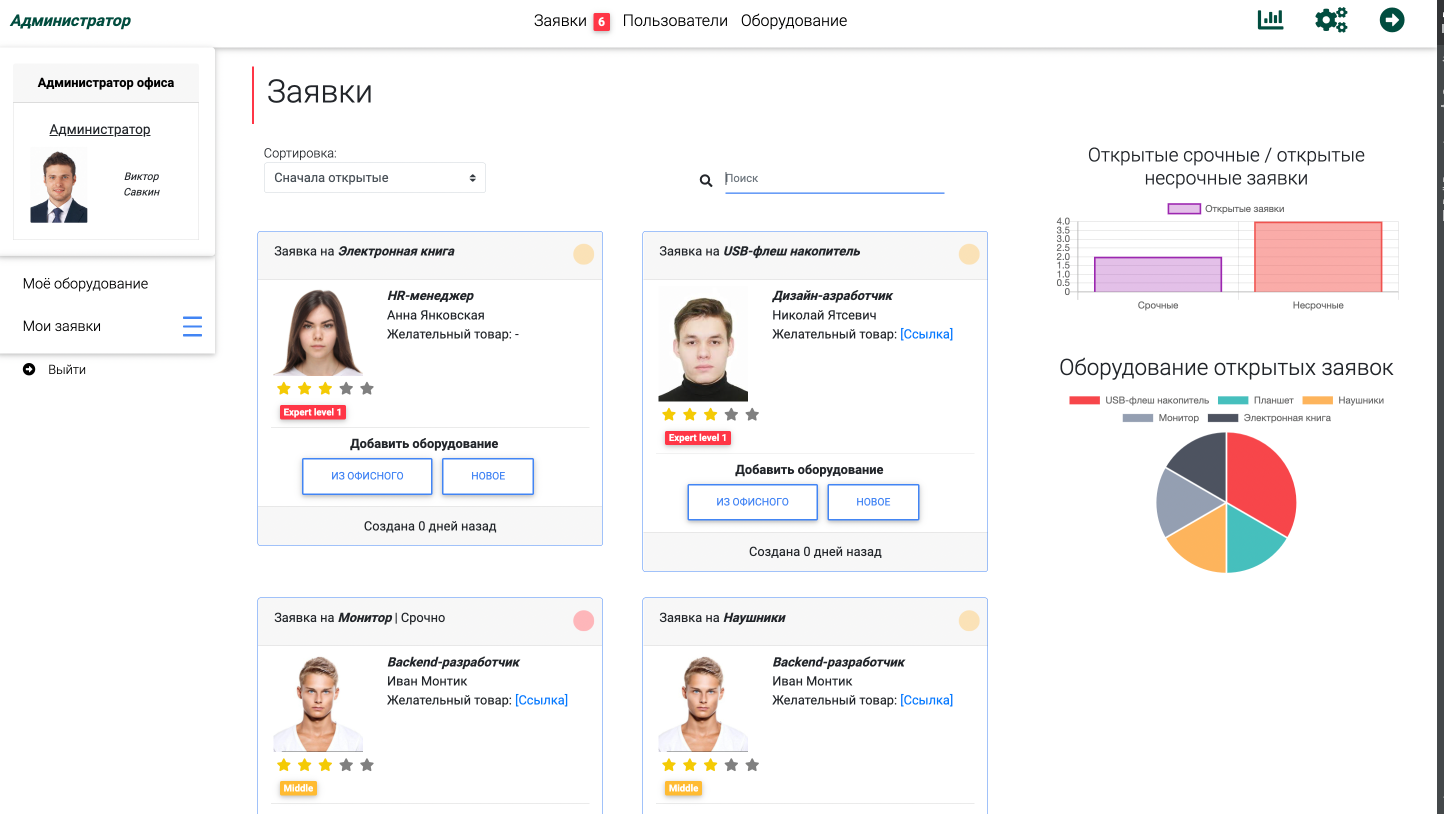 Администратор
Заявки 6 Пользователи Оборудование
Администратор офиса
Администратор
Виктор
Савкин
Моё оборудование
Мои заявки
Выйти
Заявки
Сортировка:
Сначала открытые
Поиск
Заявка на Электронная книга
HR-менеджер
Анна Янковская
Желательный товар: -
Expert level 1
Добавить оборудование
ИЗ ОФИСНОГО НОВОЕ
Создана 0 дней назад
Заявка на USB-флеш накопитель
Дизайн-азработчик
Николай Ятсевич
Желательный товар: [Ссылка]
Expert level 1
Добавить оборудование
ИЗ ОФИСНОГО НОВОЕ
Создана 0 дней назад
Заявка на Монитор | Срочно
Backend-разработчик
Иван Монтик
Желательный товар: [Ссылка]
Middle
Заявка на Наушники
Backend-разработчик
Иван Монтик
Желательный товар: [Ссылка]
Middle
Открытые срочные / открытые
несрочные заявки
Открытые заявки
4.0
3.5
3.0
2.5
2.0
1.5
1.0
0.5
0
Срочные Несрочные
Оборудование открытых заявок
USB-флеш накопитель Планшет Наушники
Монитор Электронная книга